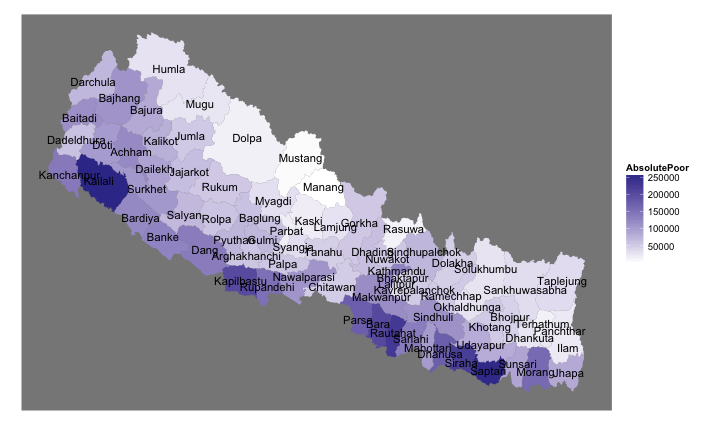 Humla
Darchula
Bajhang
Mugu
Bajura
Baitadi
Jumla
Dolpa
Dadeldhura
Doti
Kalikot
Achham
Mustang
Dailekh
Jajarkot
Kanchanpur
Kailali
Surkhet
Rukum
Manang
Myagdi
Bardiya
Salyan
Rolpa
Baglung
Kaski
Gorkha
Parbat
Lamjung
Rasuwa
Banke
Pyuthan
Gulmi
Syangja
Dang
Arghakhanchi
Tanahu
Dhading
Sindhupalchok
Nuwakot
Dolakha
Palpa
Solukhumbu
Kathmandu
Bhaktapur
Lalitpur
Kapilbastu
Nawalparasi
Rupandehi
Chitawan
Taplejung
Sankhuwasabha
Kavrepalanchok
Makwanpur
Ramechhap
Okhaldhunga
Parsa
Bara
Sindhuli
Bhojpur
Terhathum
Panchthar
Khotang
Rautahat
Sarlahi
Dhankuta
Mahottari
Udayapur
Ilam
Dhanusa
Siraha
Saptari
Sunsari
Morang
Jhapa
AbsolutePoor
250000
200000
150000
100000
50000